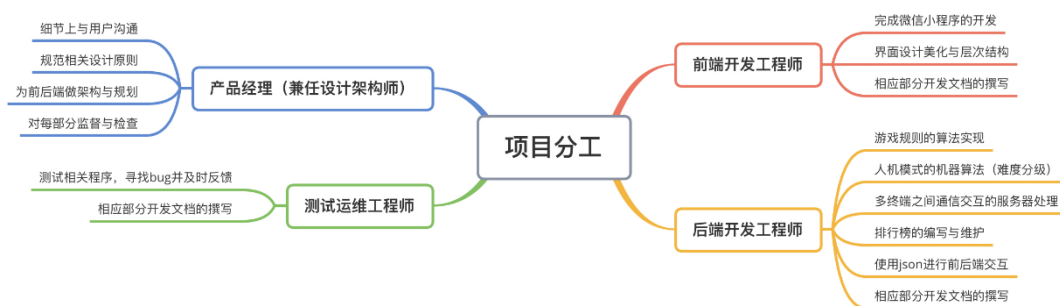 项目分工
产品经理（兼任设计架构师）
细节上与用户沟通
规范相关设计原则
为前后端做架构与规划
对每部分监督与检查
测试运维工程师
测试相关程序，寻找bug并及时反馈
相应部分开发文档的撰写
前端开发工程师
完成微信小程序的开发
界面设计美化与层次结构
相应部分开发文档的撰写
后端开发工程师
游戏规则的算法实现
人机模式的机器算法（难度分级）
多终端之间通信交互的服务器处理
排行榜的编写与维护
使用json进行前后端交互
相应部分开发文档的撰写